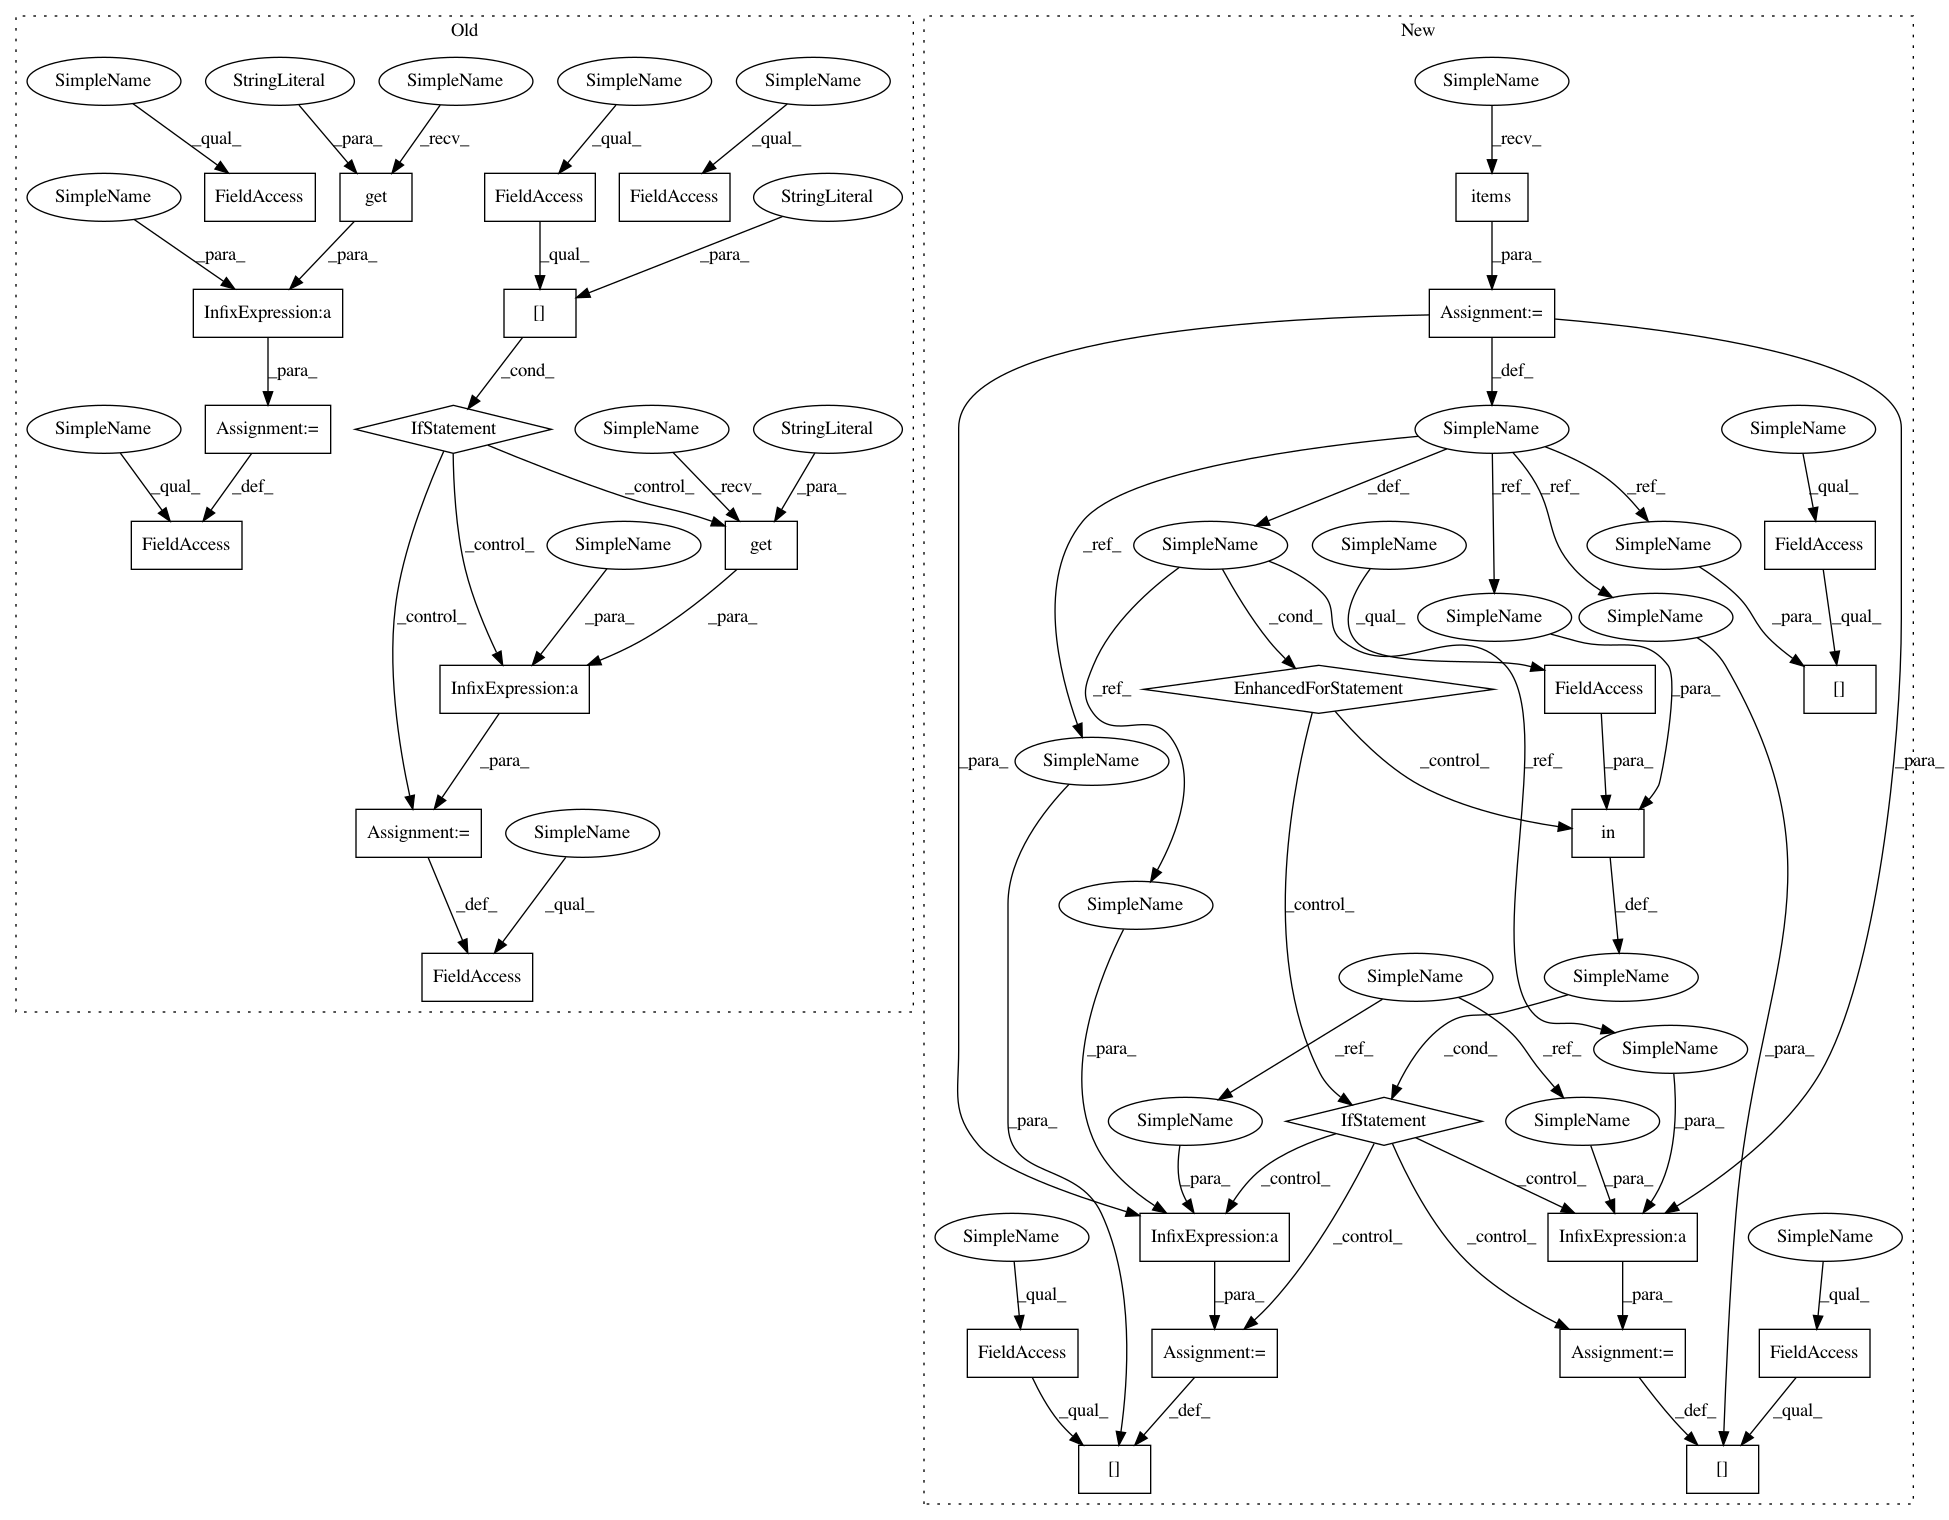 Old
New
SimpleName
StringLiteral
SimpleName
SimpleName
SimpleName
SimpleName
_qual_
_para_
_recv_
_qual_
_qual_
_recv_
SimpleName
FieldAccess
get
FieldAccess
FieldAccess
StringLiteral
items
_para_
_para_
_qual_
_para_
_para_
InfixExpression:a
[]
Assignment:=
_para_
_cond_
_def_
SimpleName
Assignment:=
IfStatement
SimpleName
StringLiteral
SimpleName
SimpleName
_qual_
_def_
_control_
_recv_
_para_
_def_
_ref_
_ref_
_ref_
_qual_
FieldAccess
_control_
SimpleName
get
_ref_
SimpleName
SimpleName
SimpleName
FieldAccess
_control_
_para_
_para_
_cond_
_qual_
SimpleName
SimpleName
_para_
_qual_
InfixExpression:a
_ref_
EnhancedForStatement
FieldAccess
_para_
[]
_para_
_para_
SimpleName
_control_
_para_
_ref_
_para_
Assignment:=
SimpleName
in
_def_
_qual_
SimpleName
_control_
_def_
FieldAccess
SimpleName
SimpleName
_para_
_ref_
_cond_
_ref_
SimpleName
_para_
_para_
SimpleName
IfStatement
SimpleName
_para_
_para_
_control_
_control_
_para_
SimpleName
InfixExpression:a
InfixExpression:a
SimpleName
_qual_
_para_
_control_
_control_
_para_
_qual_
FieldAccess
Assignment:=
Assignment:=
FieldAccess
_qual_
_def_
_def_
_qual_
[]
[]